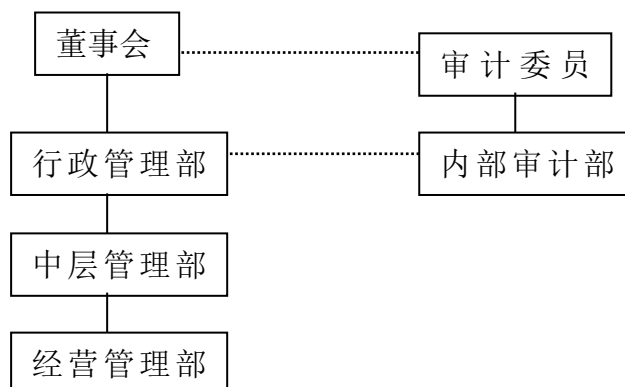 董事会
审计委员
行政管理部
内部审计部
中层管理部
经营管理部